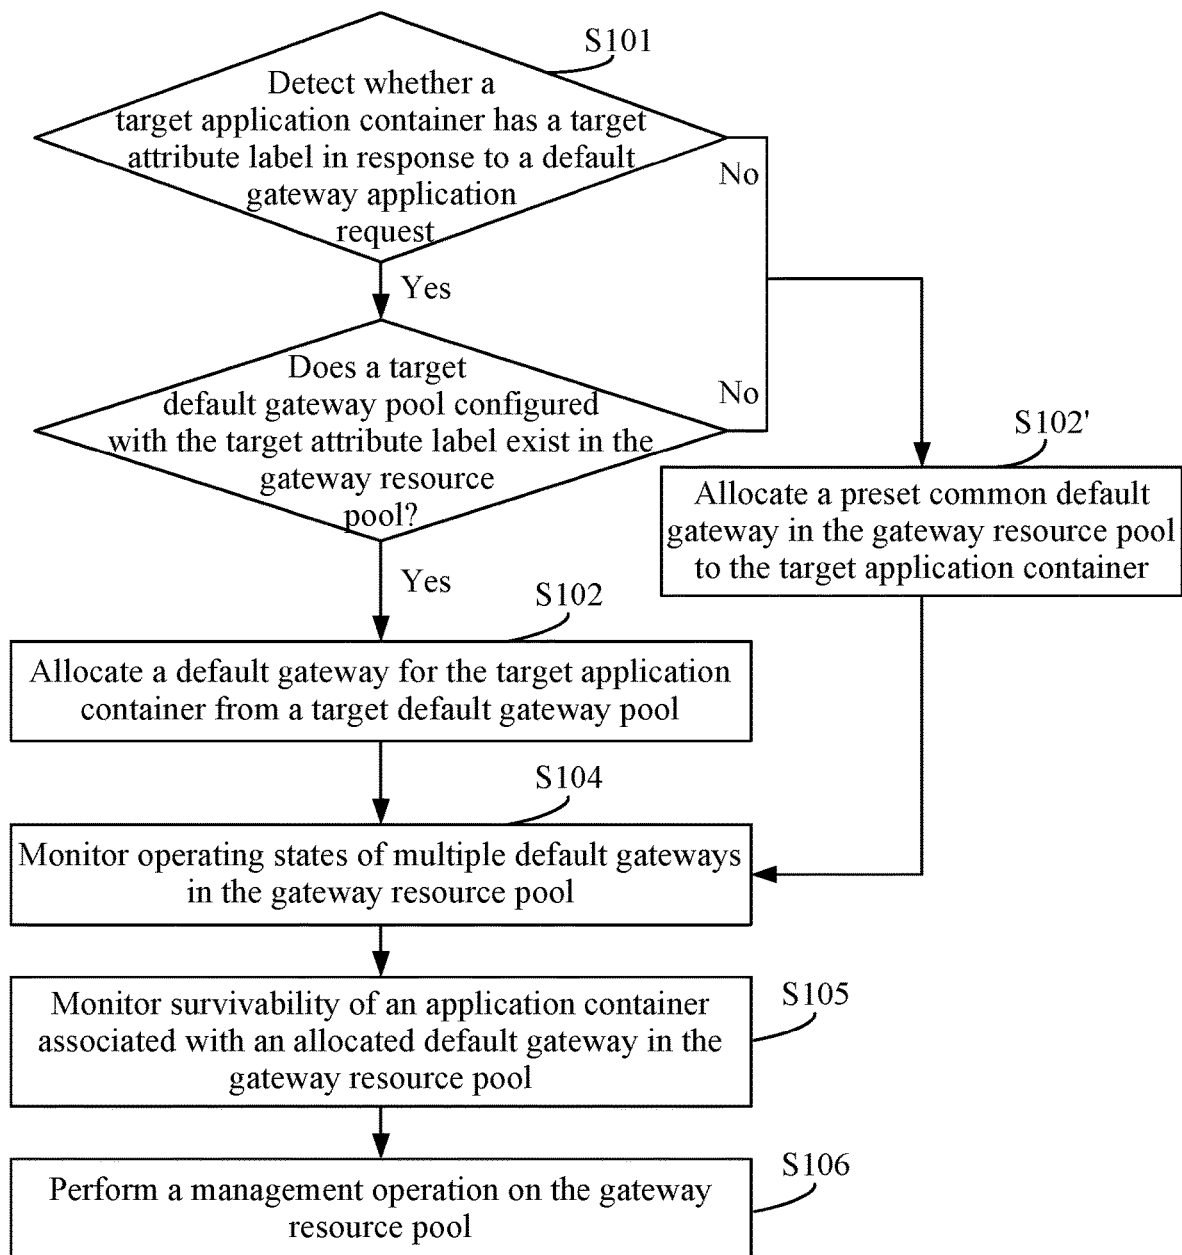 S101
Detect whether a
target application container has a target
attribute label in response to a default
gateway application
request
No
Yes
Does a target
default gateway pool configured
with the target attribute label exist in the
gateway resource
pool?
No
Yes
S102'
Allocate a preset common default
gateway in the gateway resource pool
to the target application container
S102
Allocate a default gateway for the target application
container from a target default gateway pool
S104
Monitor operating states of multiple default gateways
in the gateway resource pool
S105
Monitor survivability of an application container
associated with an allocated default gateway in the
gateway resource pool
S106
Perform a management operation on the gateway
resource pool